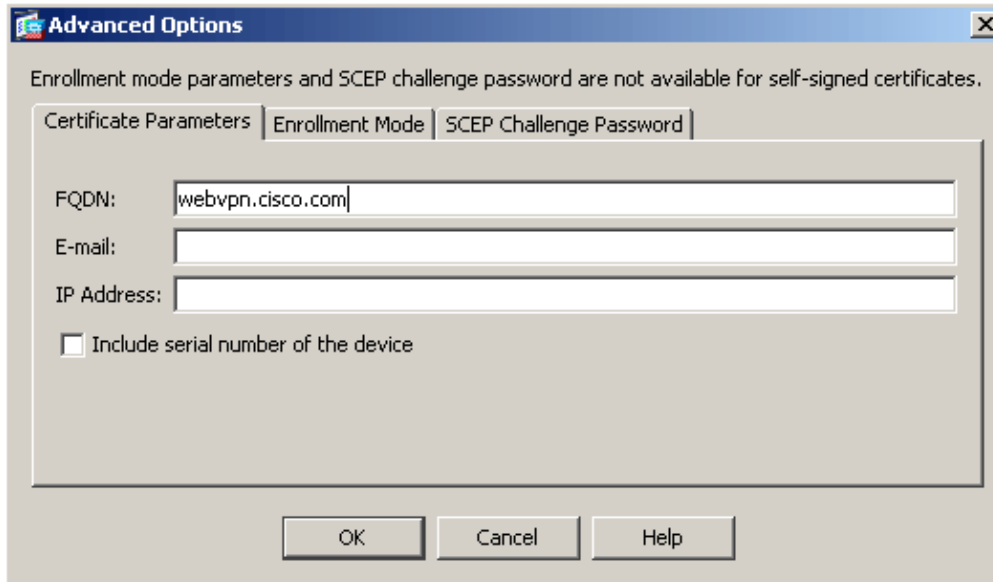 Advanced Options
Enrollment mode parameters and SCEP challenge password are not available for self-signed certificates.
Certificate Parameters Enrollment Mode SCEP Challenge Password
FQDN: webvpn.cisco.com
E-mail:
IP Address:
Include serial number of the device
OK Cancel Help